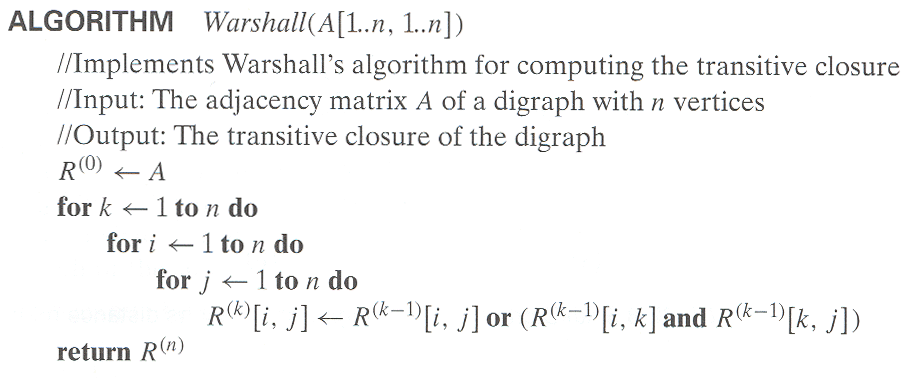 ALGORITHM Warshall(A[1..n, 1..n])
//Implements Warshall's algorithm for computing the transitive closure
//Input: The adjacency matrix A of a digraph with n vertices
//Output: The transitive closure of the digraph
R⁽⁰⁾ ← A
for k ← 1 to n do
for i ← 1 to n do
for j ← 1 to n do
R⁽ᵏ⁾[i, j] ← R⁽ᵏ⁻¹⁾[i, j] or (R⁽ᵏ⁻¹⁾[i, k] and R⁽ᵏ⁻¹⁾[k, j])
return R⁽ⁿ⁾